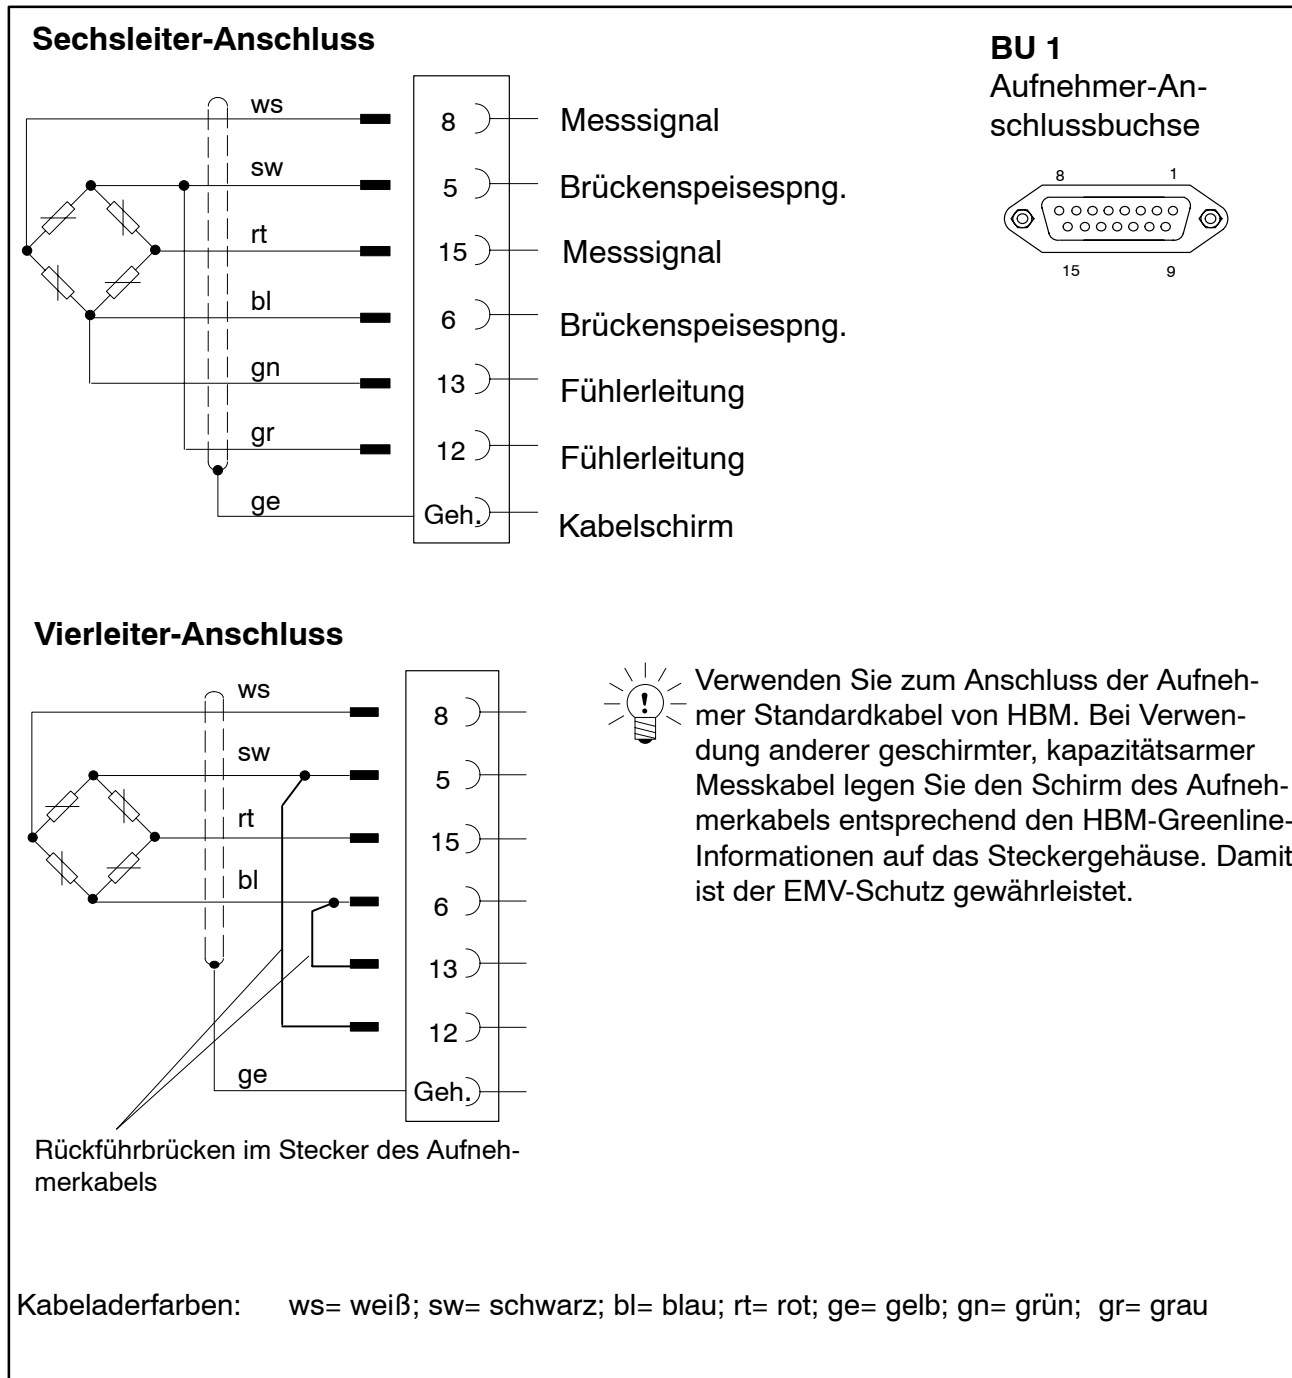 Sechsleiter-Anschluss
ws
8
Messsignal
sw
5
Brückenspeisespng.
rt
15
Messsignal
bl
6
Brückenspeisespng.
gn
13
Fühlerleitung
gr
12
Fühlerleitung
ge
Geh.
Kabelschirm
BU 1
Aufnehmer-An-
schlussbuchse
8 1
15 9
Vierleiter-Anschluss
ws
8
sw
5
rt
15
bl
6
13
12
ge
Geh.
Rückführbrücken im Stecker des Aufneh-
merkabels
!
Verwenden Sie zum Anschluss der Aufneh-
mer Standardkabel von HBM. Bei Verwen-
dung anderer geschirmter, kapazitätsarmer
Messkabel legen Sie den Schirm des Aufneh-
merkabels entsprechend den HBM-Greenline-
Informationen auf das Steckergehäuse. Damit
ist der EMV-Schutz gewährleistet.
Kabeladerfarben: ws= weiß; sw= schwarz; bl= blau; rt= rot; ge= gelb; gn= grün; gr= grau